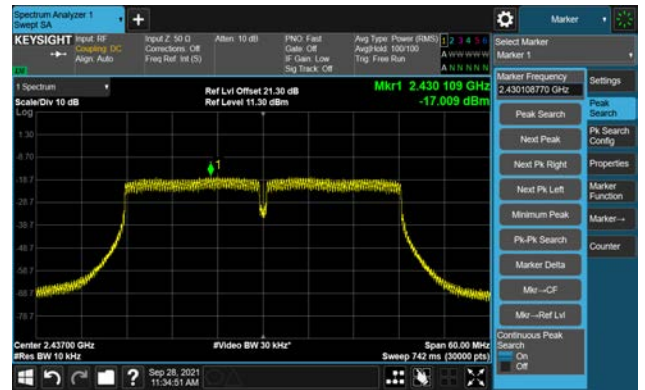 Spectrum Analyzer 1
Swept SA
+
Marker
KEYSIGHT
Input: RF
Coupling: DC
Align: Auto
Input Z: 50 Ω
Corrections: Off
Freq Ref: Int (S)
Atten: 10 dB
PNO: Fast
Gate: Off
IF Gain: Low
Sig Track: Off
Avg Type: Power (RMS)
Avg|Hold: 100/100
Trig: Free Run
1 2 3 4 5 6
A W W W W W
A N N N N N
Select Marker
Marker 1
1 Spectrum
Scale/Div 10 dB
Log
Ref Lvl Offset 21.30 dB
Ref Level 11.30 dBm
Mkr1 2.430 109 GHz
-17.009 dBm
1.30
-8.70
-18.7
-28.7
-38.7
-48.7
-58.7
-68.7
-78.7
1
Center 2.43700 GHz
#Res BW 10 kHz
#Video BW 30 kHz*
Span 60.00 MHz
Sweep 742 ms (30000 pts)
Marker Frequency
2.430108770 GHz
Peak Search
Next Peak
Next Pk Right
Next Pk Left
Minimum Peak
Pk-Pk Search
Marker Delta
Mkr→CF
Mkr→Ref Lvl
Continuous Peak
Search
On
Off
Settings
Peak
Search
Pk Search
Config
Properties
Marker
Function
Marker→
Counter
?
Sep 28, 2021
11:34:51 AM